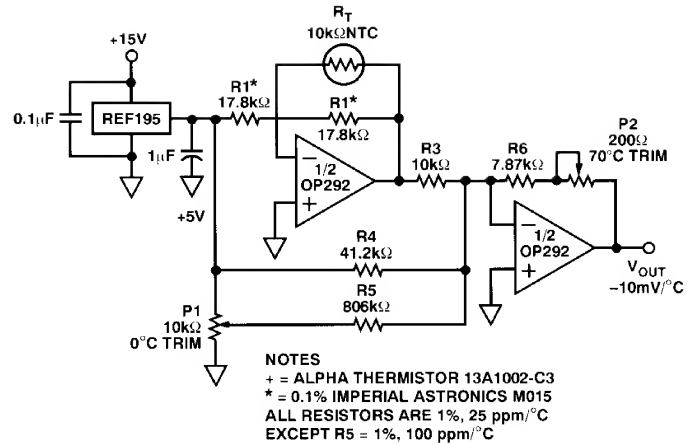 R_T
10kΩNTC
+15V
R1*
17.8kΩ
R1*
17.8kΩ
0.1µF
REF195
1µF
+5V
−
1/2
OP292
+
R3
10kΩ
R6
7.87kΩ
P2
200Ω
70°C TRIM
−
1/2
OP292
+
V_OUT
−10mV/°C
R4
41.2kΩ
R5
806kΩ
P1
10kΩ
0°C TRIM
NOTES
+ = ALPHA THERMISTOR 13A1002-C3
* = 0.1% IMPERIAL ASTRONICS M015
ALL RESISTORS ARE 1%, 25 ppm/°C
EXCEPT R5 = 1%, 100 ppm/°C